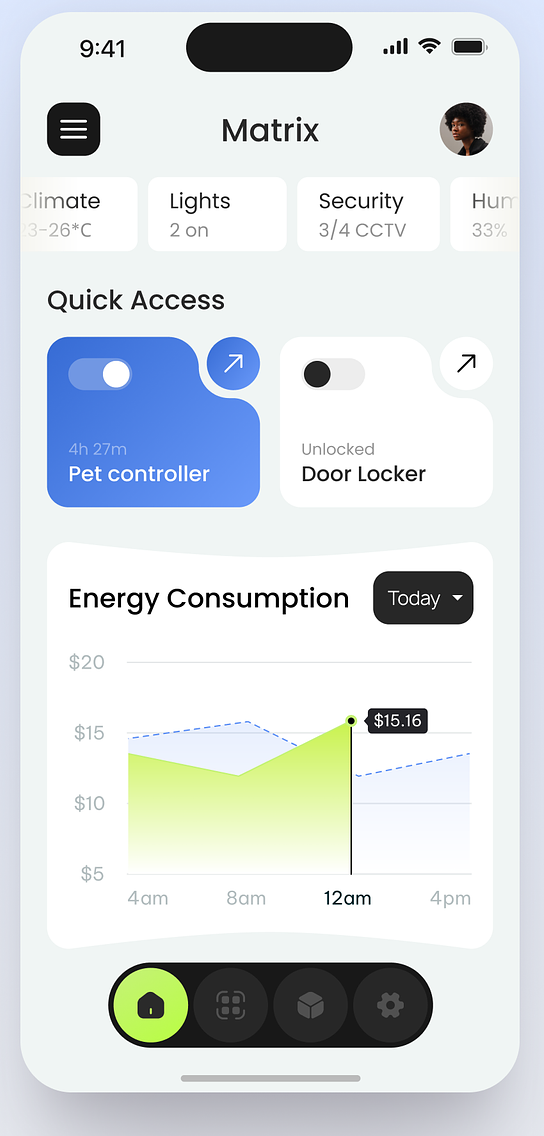 9:41
Matrix
Climate
23-26*C
Lights
2 on
Security
3/4 CCTV
Hum
33%
Quick Access
4h 27m
Pet controller
Unlocked
Door Locker
Energy Consumption
Today
$20
$15
$10
$5
$15.16
4am
8am
12am
4pm